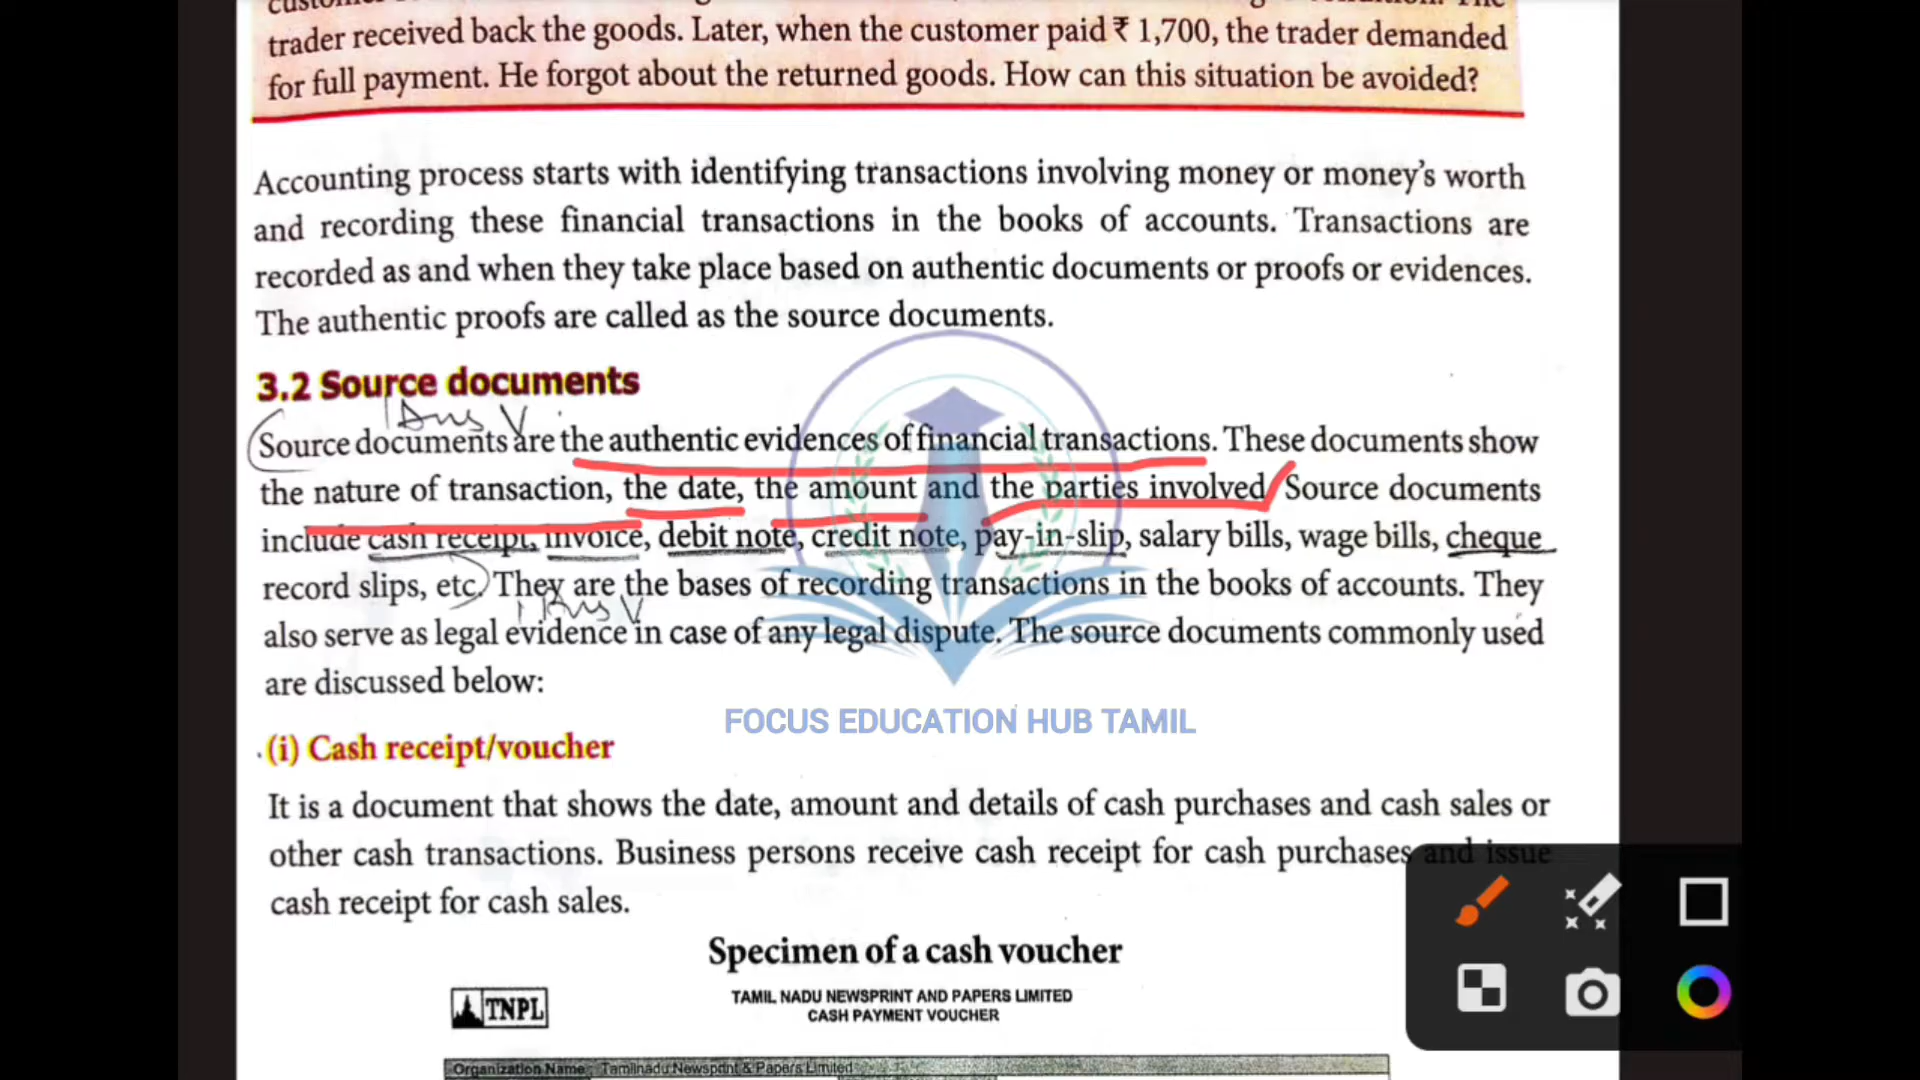 trader received back the goods. Later, when the customer paid ₹ 1,700, the trader demanded
for full payment. He forgot about the returned goods. How can this situation be avoided?
Accounting process starts with identifying transactions involving money or money's worth
and recording these financial transactions in the books of accounts. Transactions are
recorded as and when they take place based on authentic documents or proofs or evidences.
The authentic proofs are called as the source documents.
3.2 Source documents
Ans
Source documents are the authentic evidences of financial transactions. These documents show
the nature of transaction, the date, the amount and the parties involved. Source documents
include cash receipt, invoice, debit note, credit note, pay-in-slip, salary bills, wage bills, cheque
record slips, etc. They are the bases of recording transactions in the books of accounts. They
Ans
also serve as legal evidence in case of any legal dispute. The source documents commonly used
are discussed below:
FOCUS EDUCATION HUB TAMIL
(i) Cash receipt/voucher
It is a document that shows the date, amount and details of cash purchases and cash sales or
other cash transactions. Business persons receive cash receipt for cash purchases and issue
cash receipt for cash sales.
Specimen of a cash voucher
TNPL
TAMIL NADU NEWSPRINT AND PAPERS LIMITED
CASH PAYMENT VOUCHER
Organization Name : Tamilnadu Newsprint & Papers Limited